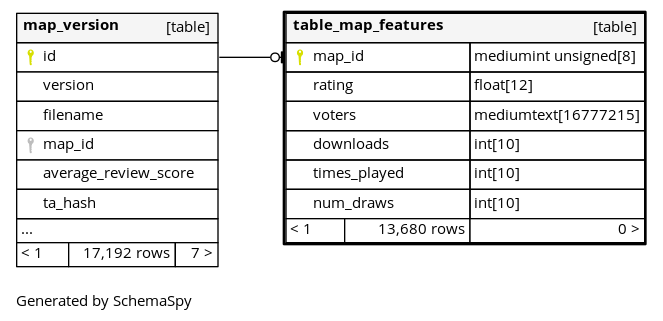 map_version [table]
id
version
filename
map_id
average_review_score
ta_hash
...
< 1 17,192 rows 7 >
table_map_features [table]
map_id mediumint unsigned[8]
rating float[12]
voters mediumtext[16777215]
downloads int[10]
times_played int[10]
num_draws int[10]
< 1 13,680 rows 0 >
Generated by SchemaSpy